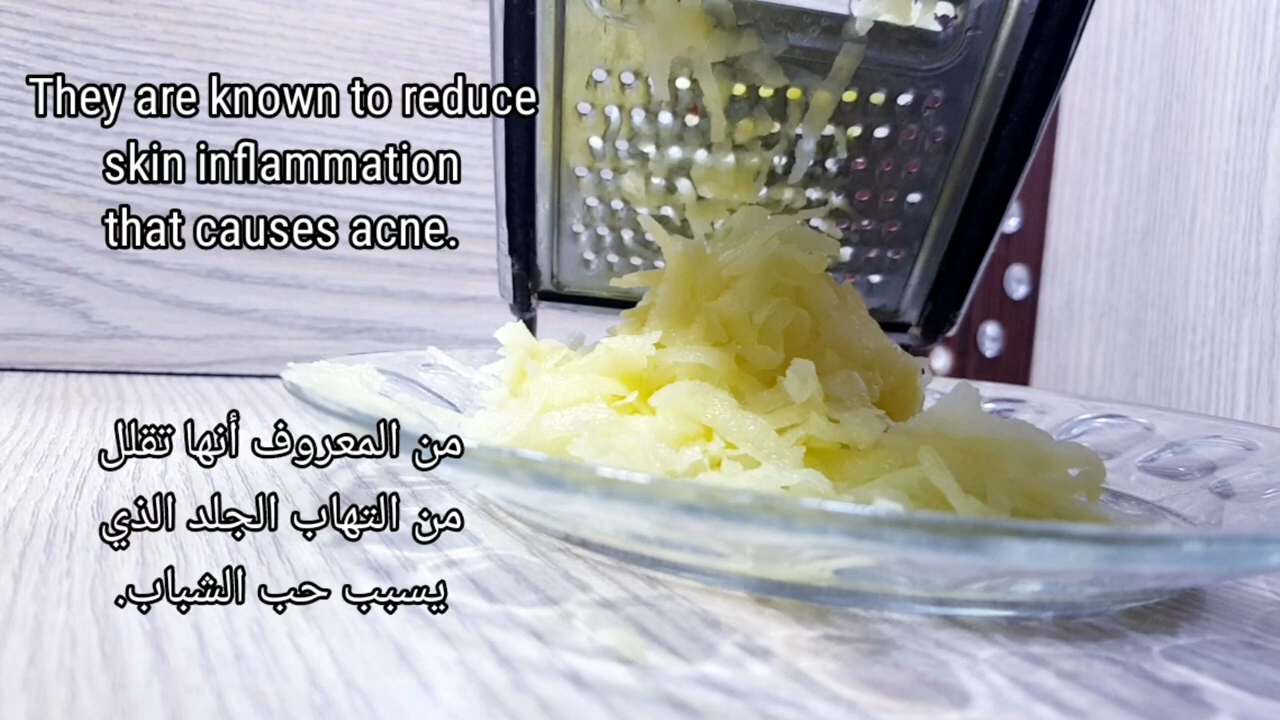 They are known to reduce
skin inflammation
that causes acne.
من المعروف أنها تقلل
من التهاب الجلد الذي
يسبب حب الشباب.